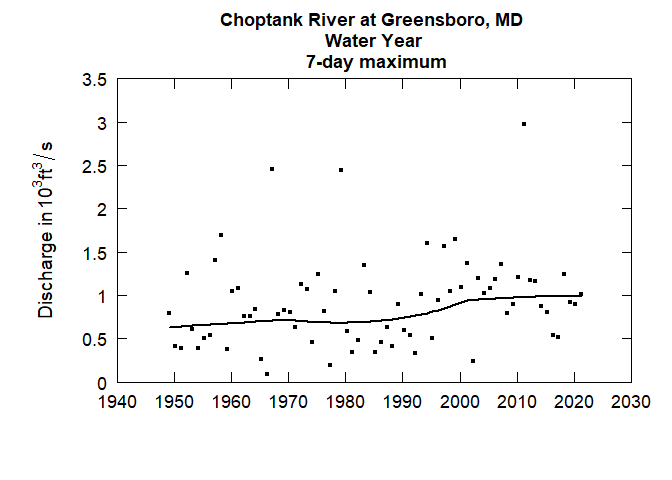 Choptank River at Greensboro, MD
Water Year
7-day maximum
Discharge in 10³ft³/s
3.5
3
2.5
2
1.5
1
0.5
0
1940 1950 1960 1970 1980 1990 2000 2010 2020 2030